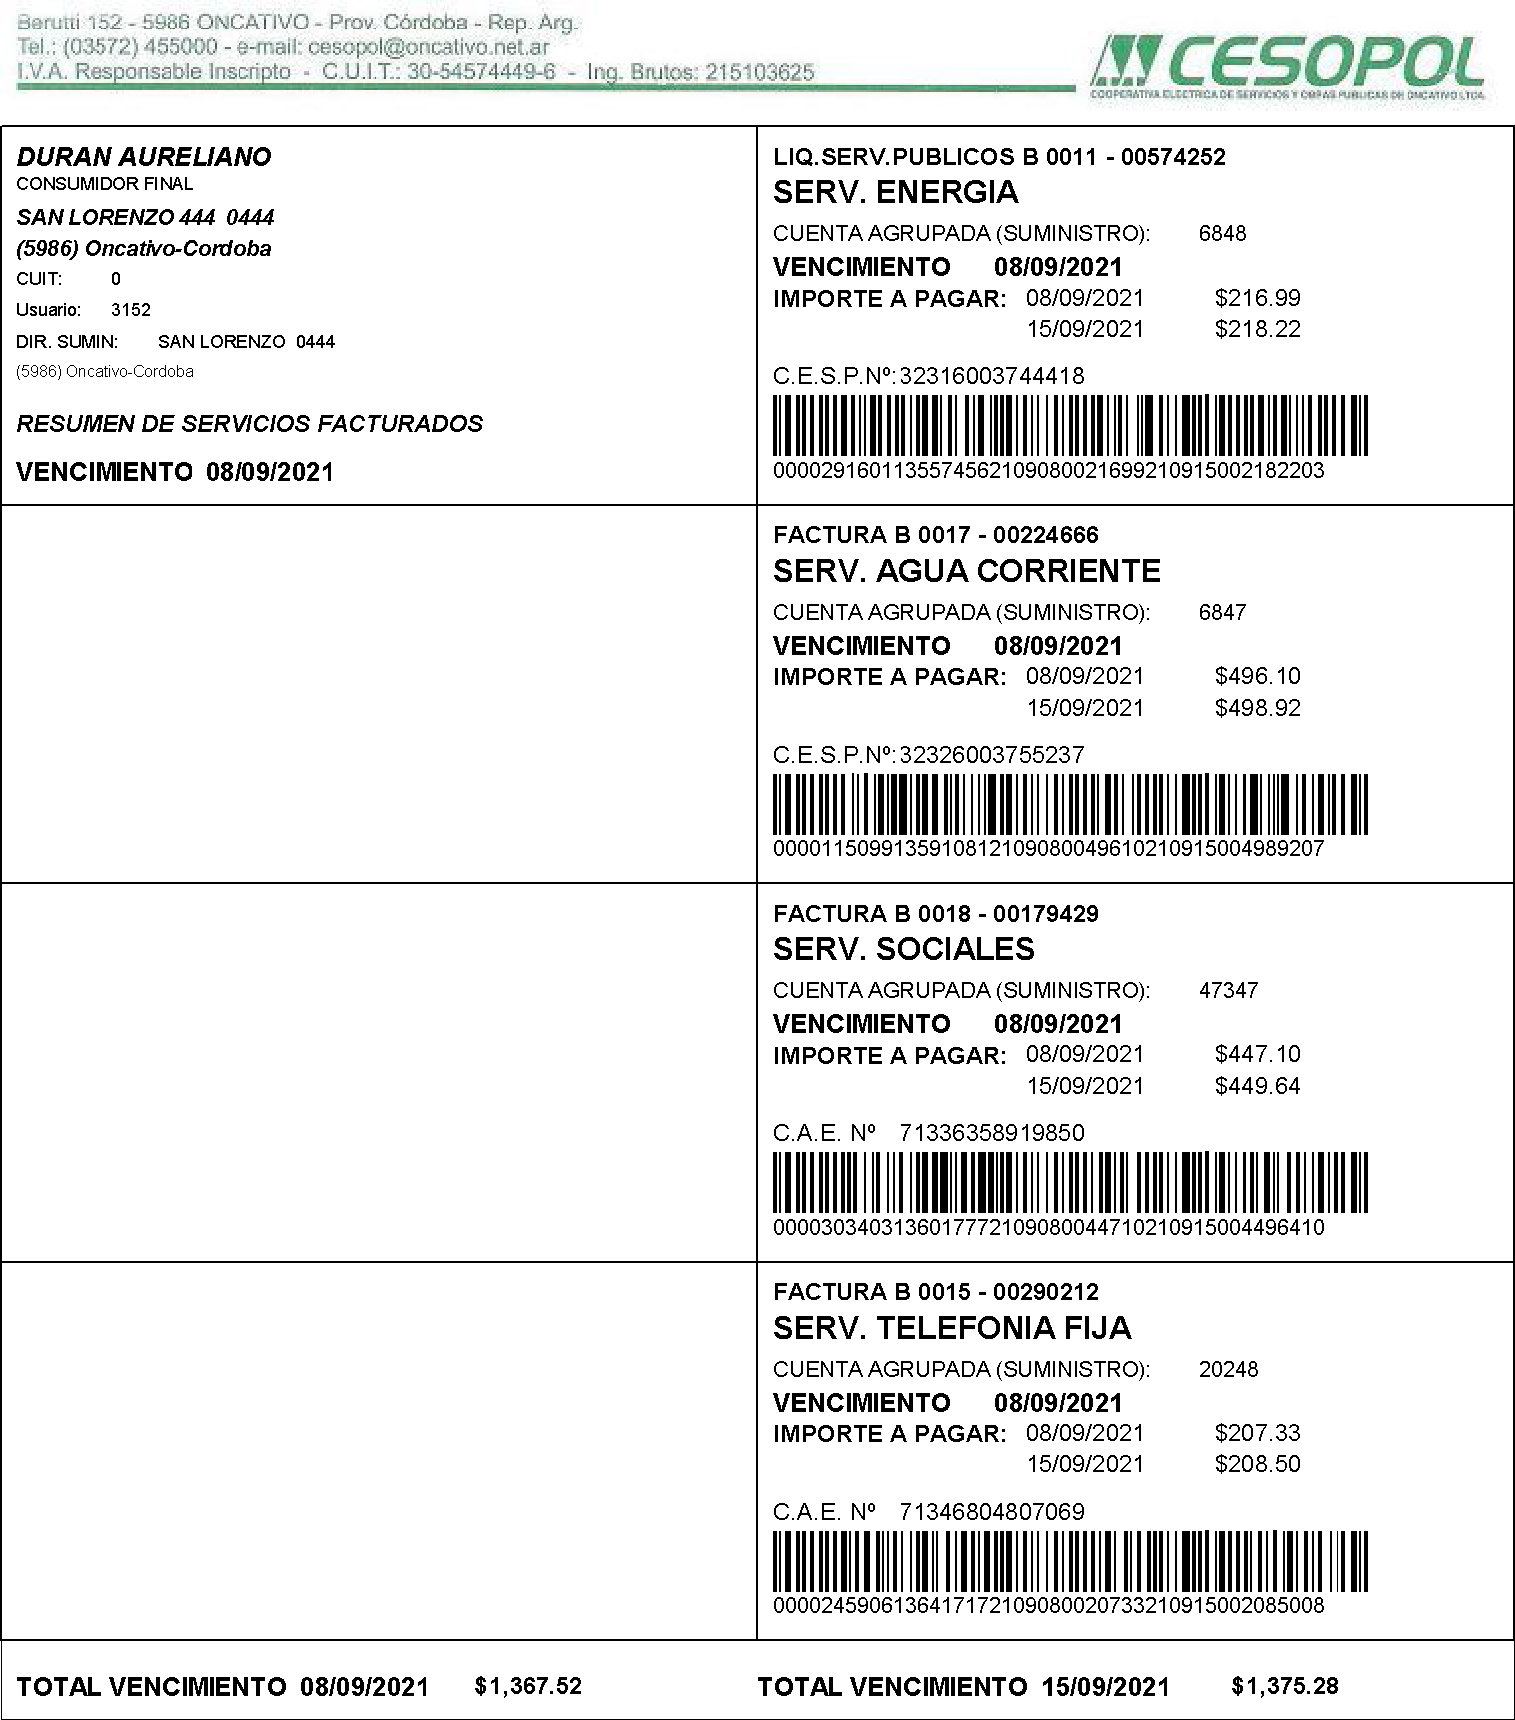 Berutti 152 - 5986 ONCATIVO - Prov. Córdoba - Rep. Arg.
Tel.: (03572) 455000 - e-mail: cesopol@oncativo.net.ar
I.V.A. Responsable Inscripto - C.U.I.T.: 30-54574449-6 - Ing. Brutos: 215103625
CESOPOL
COOPERATIVA ELECTRICA DE SERVICIOS Y OBRAS PUBLICAS DE ONCATIVO LTDA.
DURAN AURELIANO
CONSUMIDOR FINAL
SAN LORENZO 444 0444
(5986) Oncativo-Cordoba
CUIT: 0
Usuario: 3152
DIR. SUMIN: SAN LORENZO 0444
(5986) Oncativo-Cordoba
RESUMEN DE SERVICIOS FACTURADOS
VENCIMIENTO 08/09/2021
LIQ.SERV.PUBLICOS B 0011 - 00574252
SERV. ENERGIA
CUENTA AGRUPADA (SUMINISTRO): 6848
VENCIMIENTO 08/09/2021
IMPORTE A PAGAR: 08/09/2021 $216.99
15/09/2021 $218.22
C.E.S.P.Nº: 32316003744418
0000291601135574562109080021699210915002182203
FACTURA B 0017 - 00224666
SERV. AGUA CORRIENTE
CUENTA AGRUPADA (SUMINISTRO): 6847
VENCIMIENTO 08/09/2021
IMPORTE A PAGAR: 08/09/2021 $496.10
15/09/2021 $498.92
C.E.S.P.Nº: 32326003755237
0000115099135910812109080049610210915004989207
FACTURA B 0018 - 00179429
SERV. SOCIALES
CUENTA AGRUPADA (SUMINISTRO): 47347
VENCIMIENTO 08/09/2021
IMPORTE A PAGAR: 08/09/2021 $447.10
15/09/2021 $449.64
C.A.E. Nº 71336358919850
0000303403136017772109080044710210915004496410
FACTURA B 0015 - 00290212
SERV. TELEFONIA FIJA
CUENTA AGRUPADA (SUMINISTRO): 20248
VENCIMIENTO 08/09/2021
IMPORTE A PAGAR: 08/09/2021 $207.33
15/09/2021 $208.50
C.A.E. Nº 71346804807069
0000245906136417172109080020733210915002085008
TOTAL VENCIMIENTO 08/09/2021 $1,367.52 TOTAL VENCIMIENTO 15/09/2021 $1,375.28